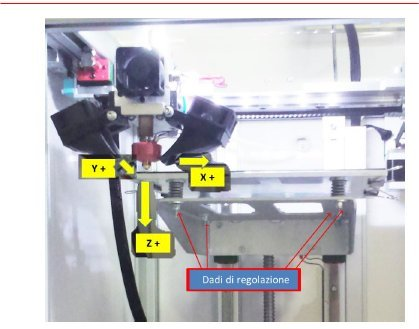 Y +
X +
Z +
Dadi di regolazione